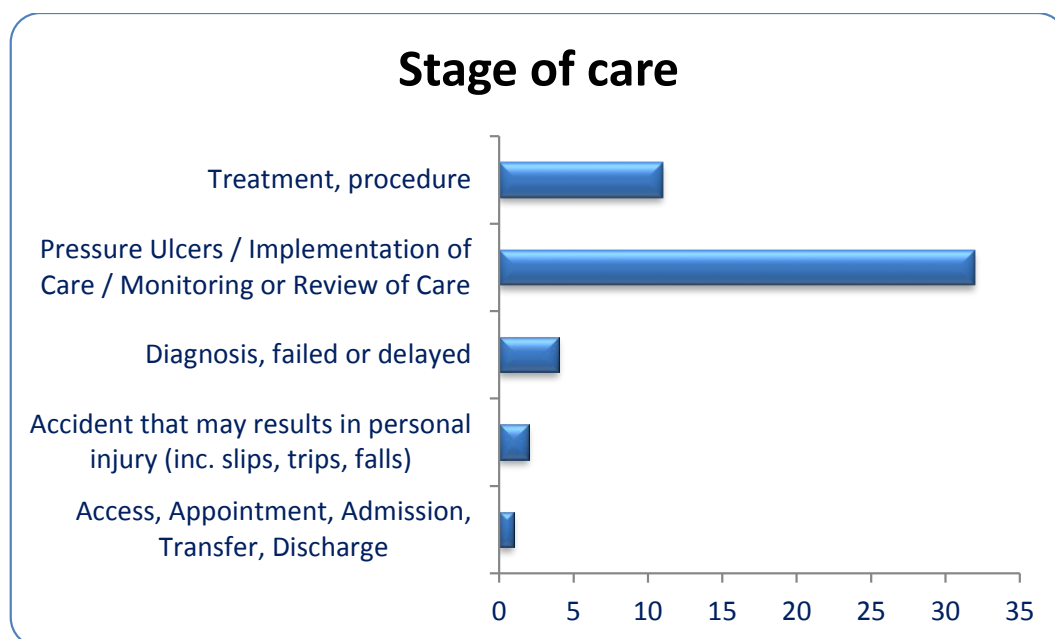 Stage of care
Treatment, procedure
Pressure Ulcers / Implementation of
Care / Monitoring or Review of Care
Diagnosis, failed or delayed
Accident that may results in personal
injury (inc. slips, trips, falls)
Access, Appointment, Admission,
Transfer, Discharge
0 5 10 15 20 25 30 35